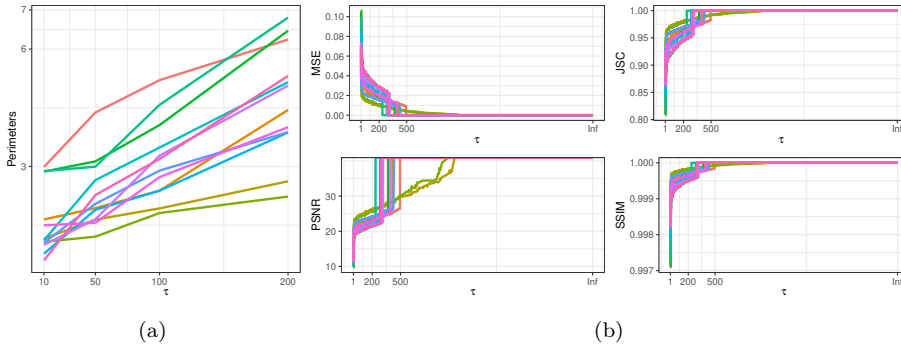 7
6
3
Perimeters
10
50
100
200
τ
(a)
0.10
0.08
0.06
0.04
0.02
0.00
MSE
1
200
500
Inf
τ
1.00
0.95
0.90
0.85
0.80
JSC
1
200
500
Inf
τ
30
20
10
PSNR
1
200
500
Inf
τ
1.000
0.999
0.998
0.997
SSIM
1
200
500
Inf
τ
(b)